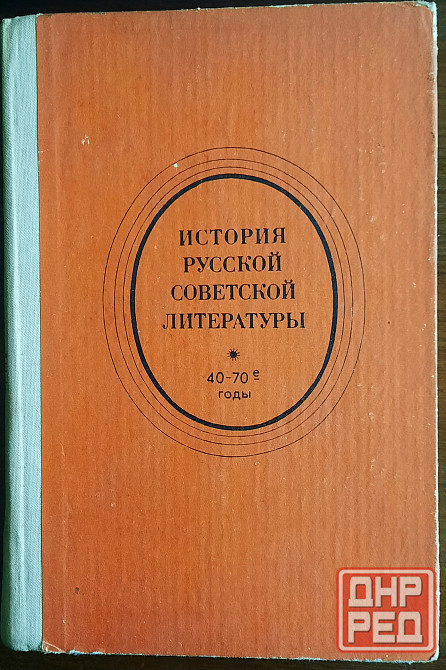 ИСТОРИЯ
РУССКОЙ
СОВЕТСКОЙ
ЛИТЕРАТУРЫ
40-70е
годы
ДНР
РЕД